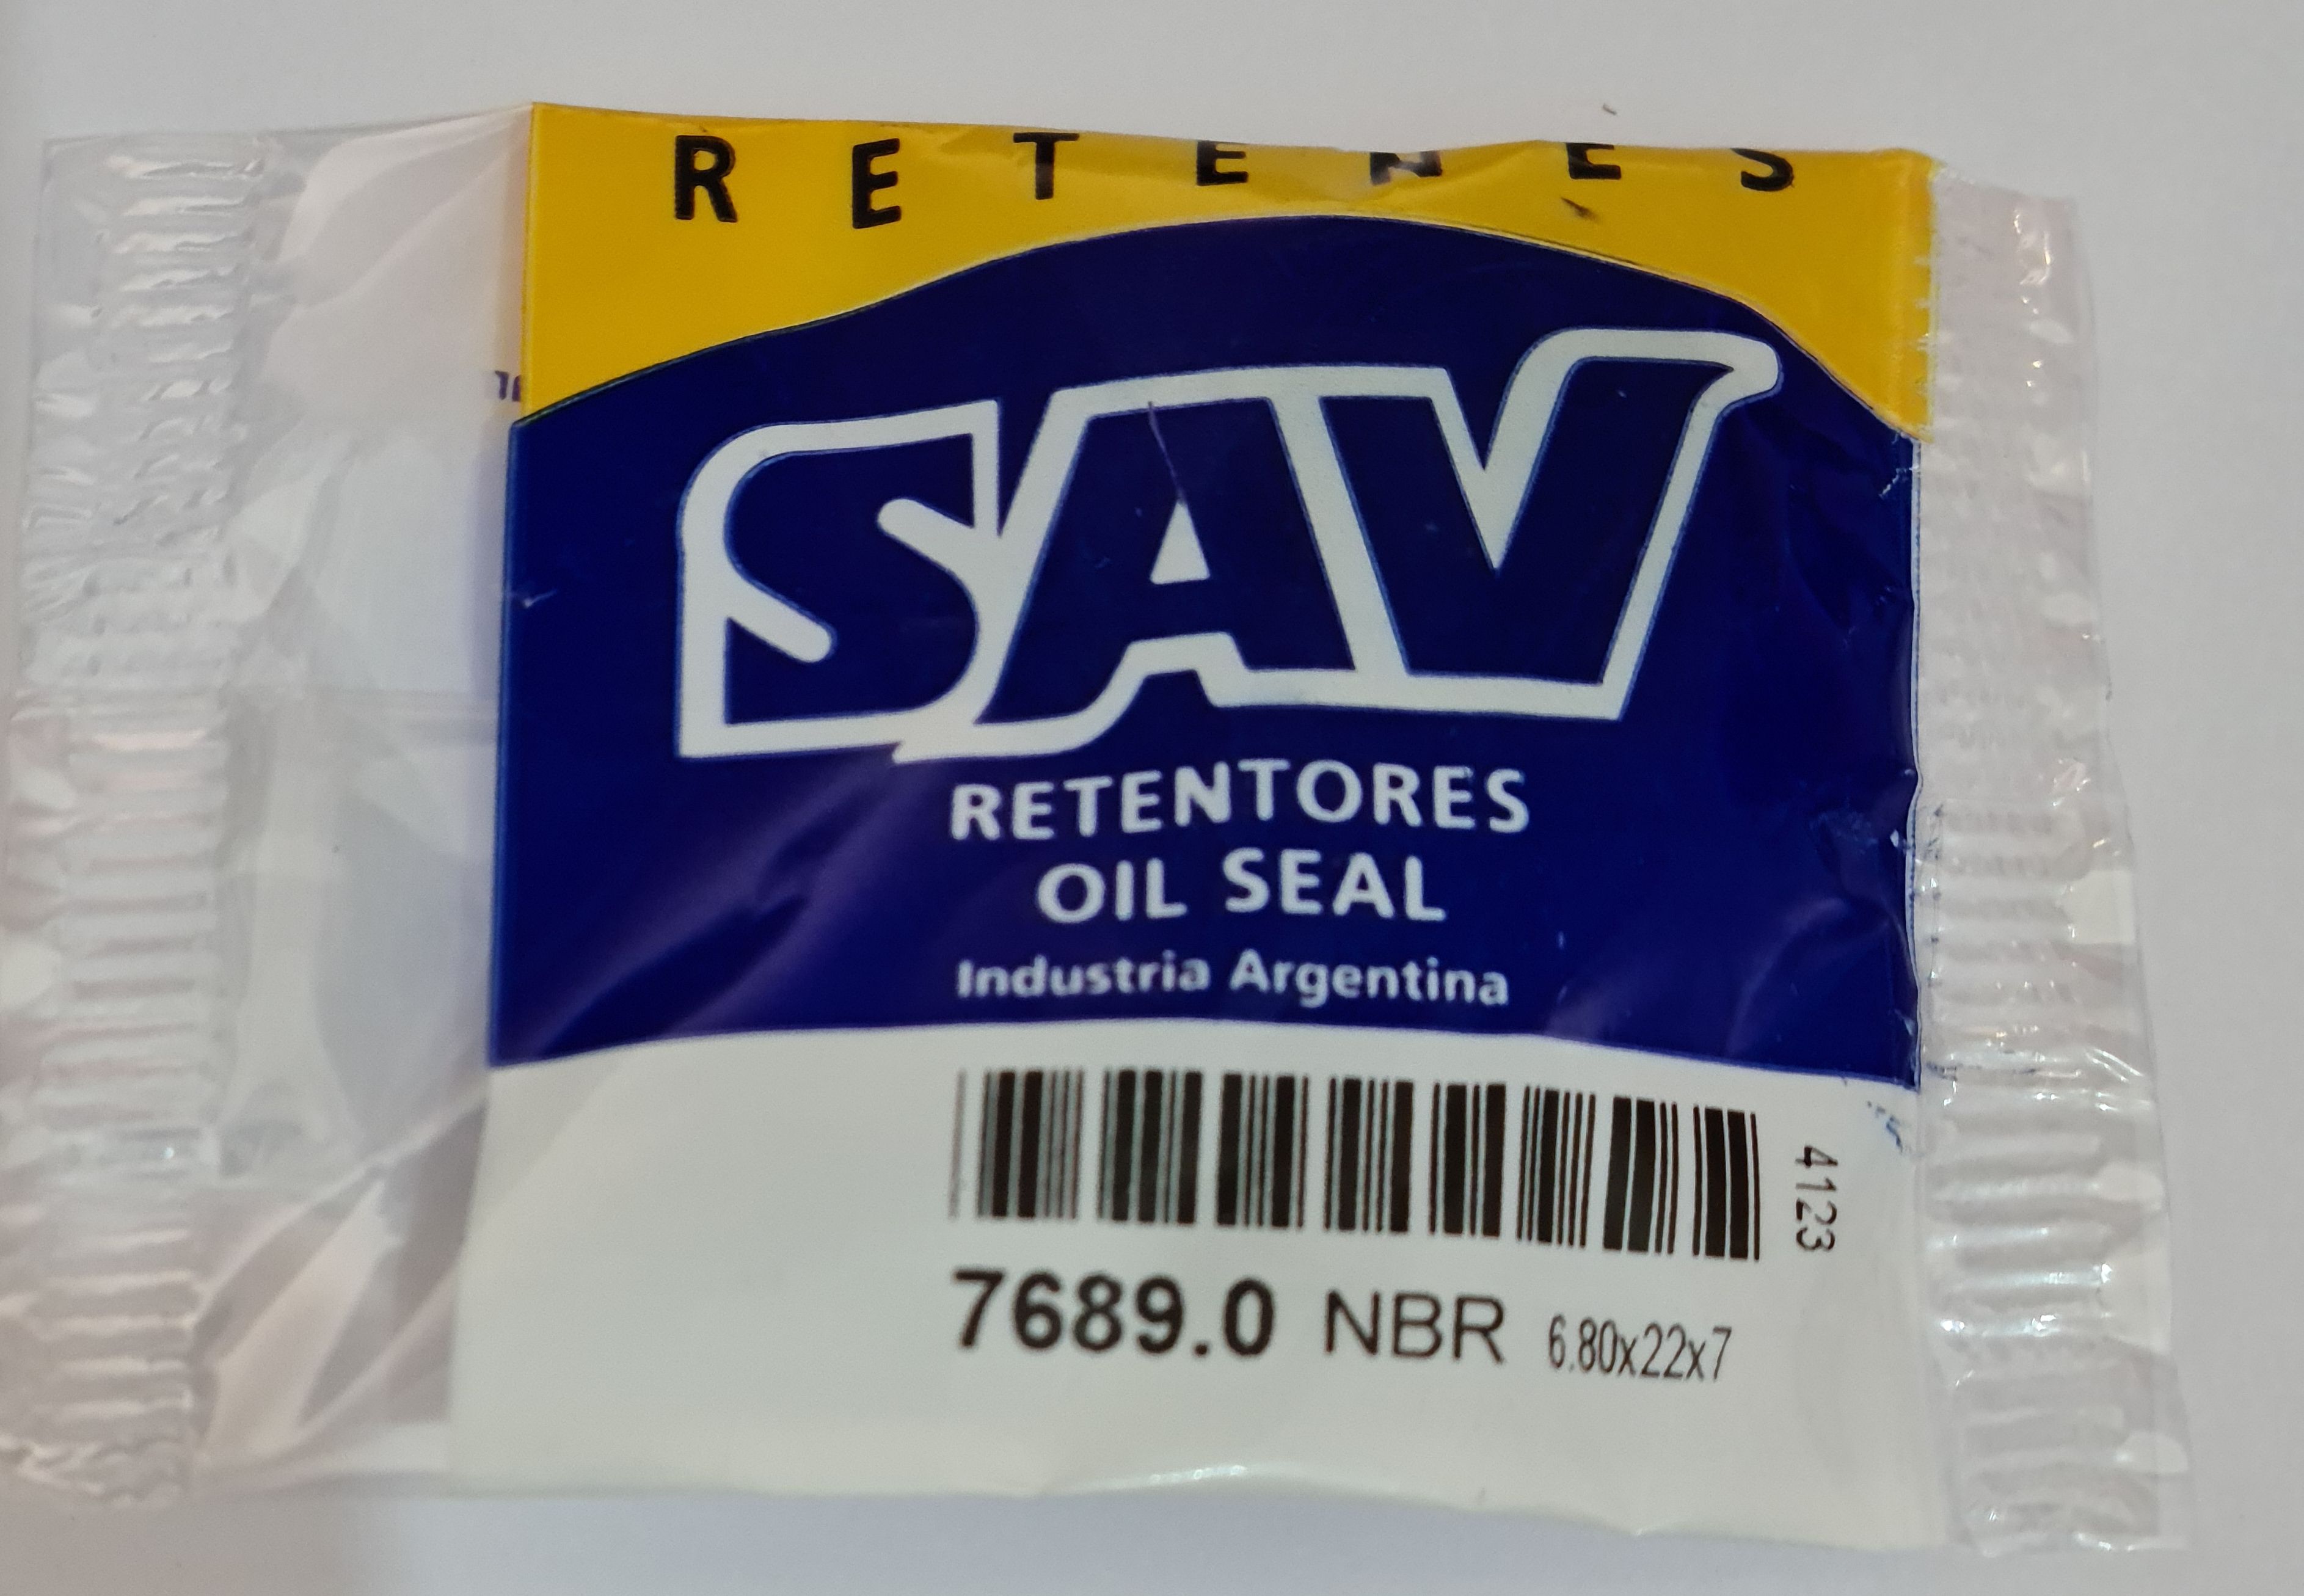 RETENES
SAV
RETENTORES
OIL SEAL
Industria Argentina
4123
7689.0 NBR 6.80x22x7